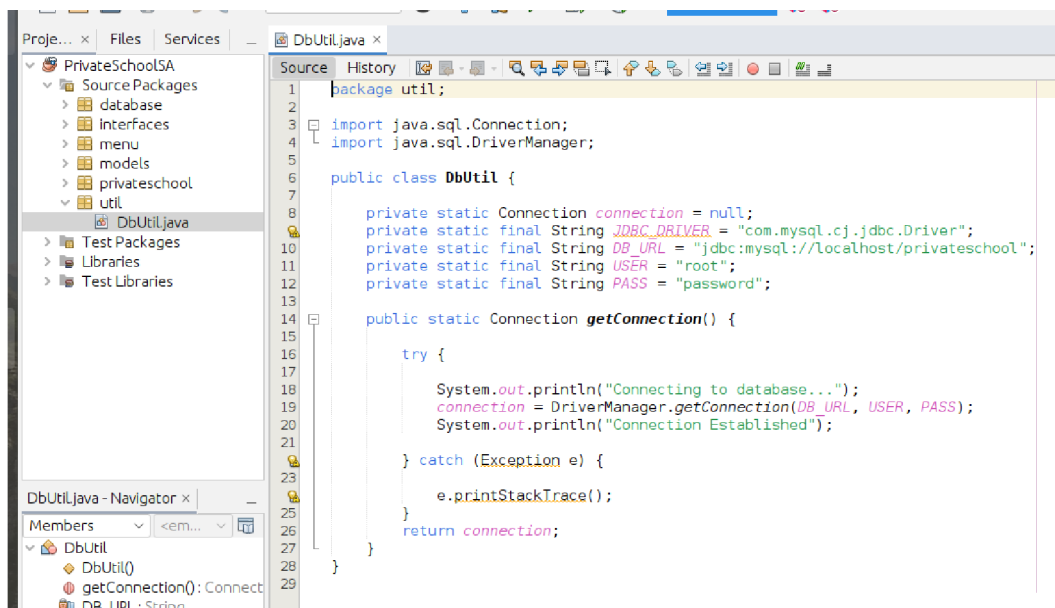 Proje... × Files Services
DbUtil.java ×
PrivateSchoolSA
Source Packages
database
interfaces
menu
models
privateschool
util
DbUtil.java
Test Packages
Libraries
Test Libraries
Source History
1 package util;
2
3 import java.sql.Connection;
4 import java.sql.DriverManager;
5
6 public class DbUtil {
7
8 private static Connection connection = null;
private static final String JDBC_DRIVER = "com.mysql.cj.jdbc.Driver";
10 private static final String DB_URL = "jdbc:mysql://localhost/privateschool";
11 private static final String USER = "root";
12 private static final String PASS = "password";
13
14 public static Connection getConnection() {
15
16 try {
17
18 System.out.println("Connecting to database...");
19 connection = DriverManager.getConnection(DB_URL, USER, PASS);
20 System.out.println("Connection Established");
21
} catch (Exception e) {
23
e.printStackTrace();
25 }
26 return connection;
27 }
28 }
29
DbUtil.java - Navigator ×
Members <em...
DbUtil
DbUtil()
getConnection() : Connect
DB_URL : String